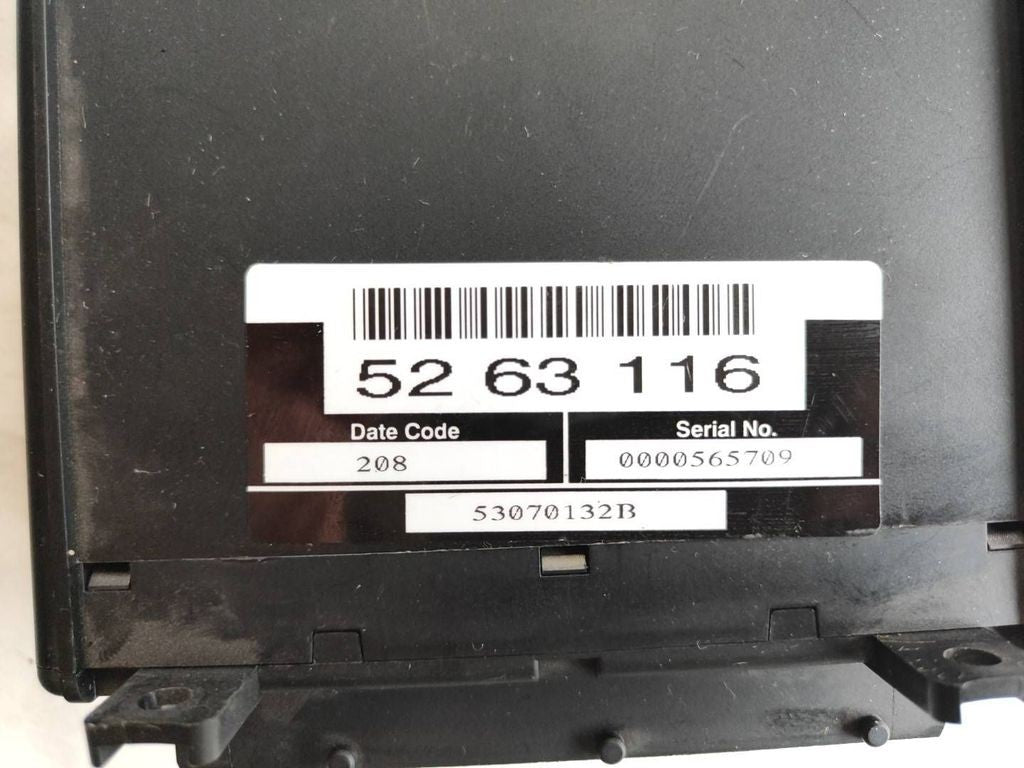 52 63 116
Date Code
Serial No.
208
0000565709
53070132B